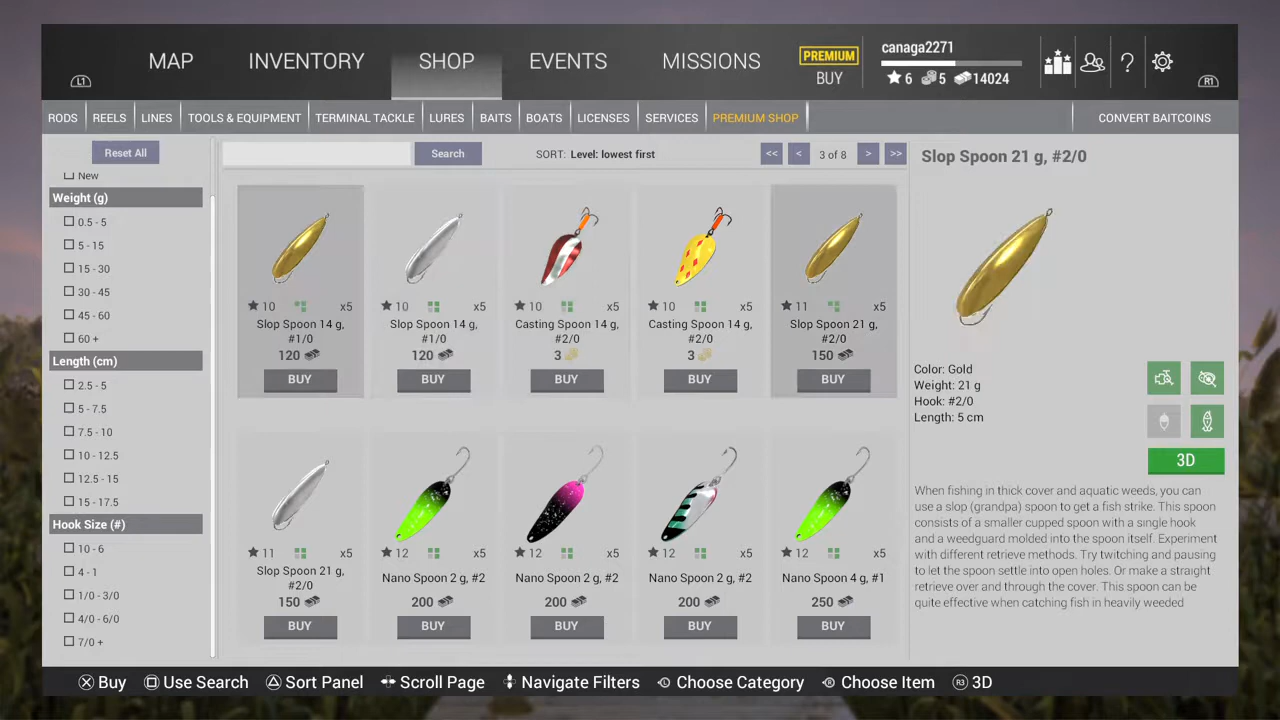 MAP
INVENTORY
SHOP
EVENTS
MISSIONS
PREMIUM
BUY
canaga2271
6
5
14024
?
L1
R1
RODS
REELS
LINES
TOOLS & EQUIPMENT
TERMINAL TACKLE
LURES
BAITS
BOATS
LICENSES
SERVICES
PREMIUM SHOP
CONVERT BAITCOINS
Reset All
New
Weight (g)
0.5 - 5
5 - 15
15 - 30
30 - 45
45 - 60
60 +
Length (cm)
2.5 - 5
5 - 7.5
7.5 - 10
10 - 12.5
12.5 - 15
15 - 17.5
Hook Size (#)
10 - 6
4 - 1
1/0 - 3/0
4/0 - 6/0
7/0 +
Search
SORT: Level: lowest first
<<
<
3 of 8
>
>>
10 x5
Slop Spoon 14 g,
#1/0
120
BUY
10 x5
Slop Spoon 14 g,
#1/0
120
BUY
10 x5
Casting Spoon 14 g,
#2/0
3
BUY
10 x5
Casting Spoon 14 g,
#2/0
3
BUY
11 x5
Slop Spoon 21 g,
#2/0
150
BUY
11 x5
Slop Spoon 21 g,
#2/0
150
BUY
12 x5
Nano Spoon 2 g, #2
200
BUY
12 x5
Nano Spoon 2 g, #2
200
BUY
12 x5
Nano Spoon 2 g, #2
200
BUY
12 x5
Nano Spoon 4 g, #1
250
BUY
Slop Spoon 21 g, #2/0
Color: Gold
Weight: 21 g
Hook: #2/0
Length: 5 cm
3D
When fishing in thick cover and aquatic weeds, you can
use a slop (grandpa) spoon to get a fish strike. This spoon
consists of a smaller cupped spoon with a single hook
and a weedguard molded into the spoon itself. Experiment
with different retrieve methods. Try twitching and pausing
to let the spoon settle into open holes. Or make a straight
retrieve over and through the cover. This spoon can be
quite effective when catching fish in heavily weeded
Buy
Use Search
Sort Panel
Scroll Page
Navigate Filters
L Choose Category
R Choose Item
R3 3D